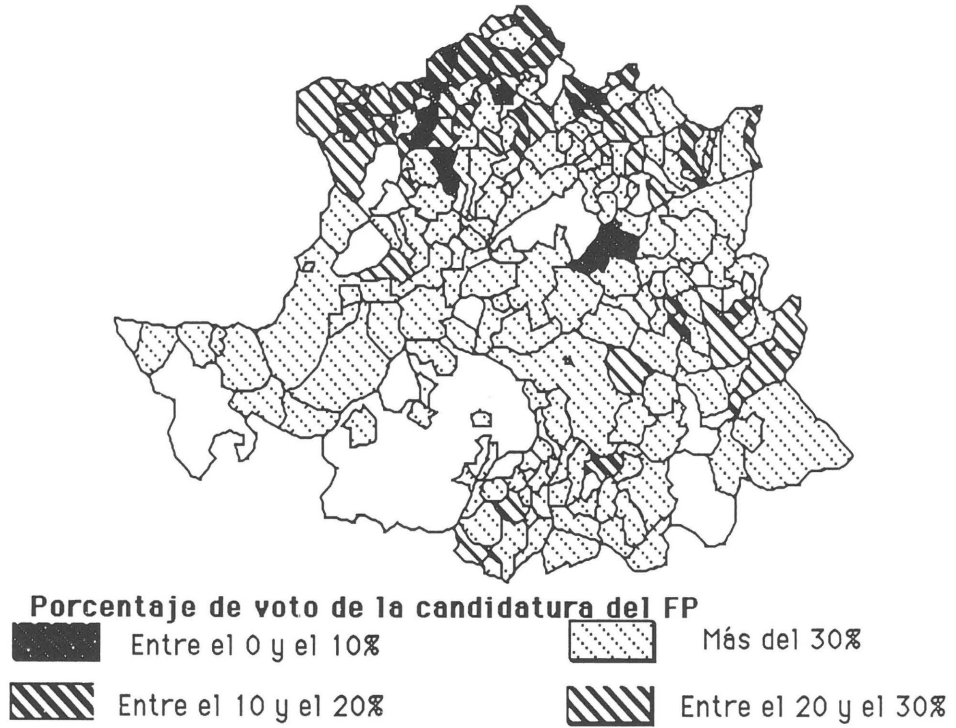 Porcentaje de voto de la candidatura del FP
Entre el 0 y el 10%
Más del 30%
Entre el 10 y el 20%
Entre el 20 y el 30%